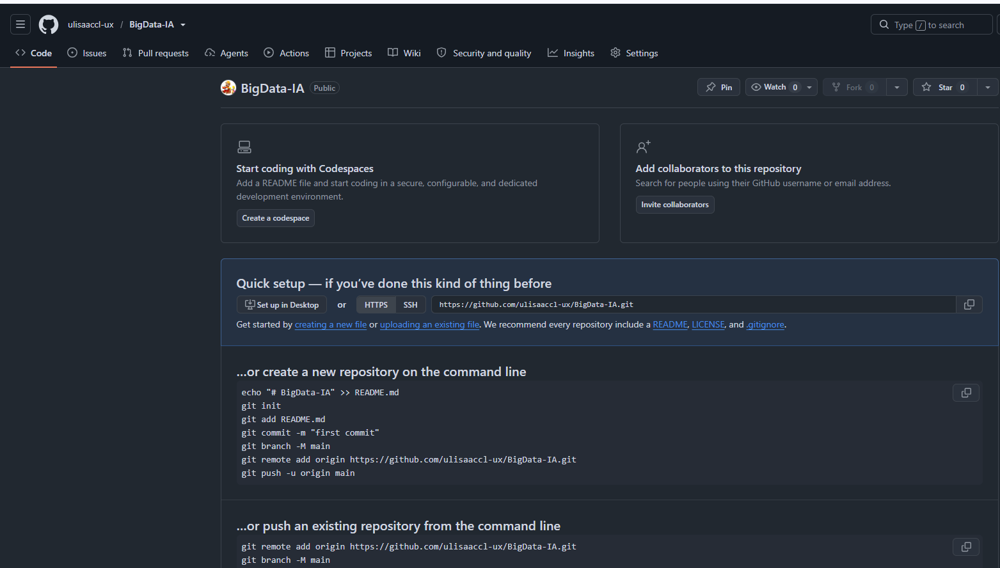 ulisaaccl-ux / BigData-IA
Type / to search
Code Issues Pull requests Agents Actions Projects Wiki Security and quality Insights Settings
BigData-IA Public
Pin Watch 0 Fork 0 Star 0
Start coding with Codespaces
Add a README file and start coding in a secure, configurable, and dedicated
development environment.
Create a codespace
Add collaborators to this repository
Search for people using their GitHub username or email address.
Invite collaborators
Quick setup — if you’ve done this kind of thing before
Set up in Desktop or HTTPS SSH https://github.com/ulisaaccl-ux/BigData-IA.git
Get started by creating a new file or uploading an existing file. We recommend every repository include a README, LICENSE, and .gitignore.
…or create a new repository on the command line
echo "# BigData-IA" >> README.md
git init
git add README.md
git commit -m "first commit"
git branch -M main
git remote add origin https://github.com/ulisaaccl-ux/BigData-IA.git
git push -u origin main
…or push an existing repository from the command line
git remote add origin https://github.com/ulisaaccl-ux/BigData-IA.git
git branch -M main